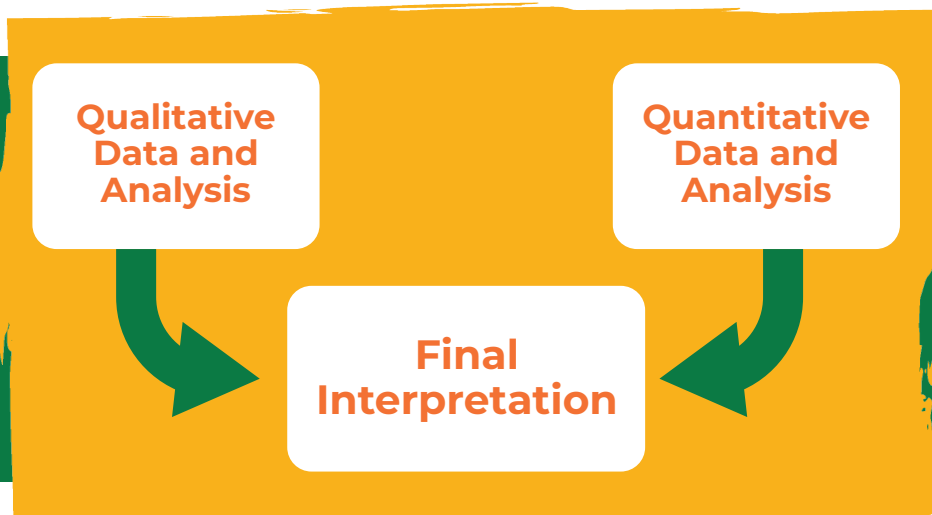 Qualitative
Data and
Analysis
Quantitative
Data and
Analysis
Final
Interpretation